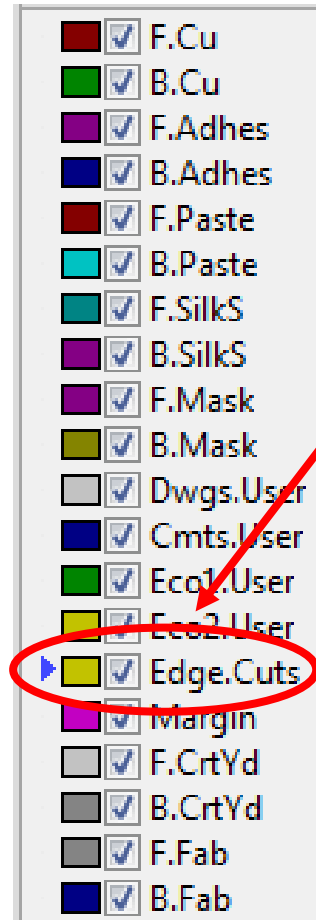 F.Cu
B.Cu
F.Adhes
B.Adhes
F.Paste
B.Paste
F.SilkS
B.SilkS
F.Mask
B.Mask
Dwgs.User
Cmts.User
Eco1.User
Eco2.User
Edge.Cuts
Margin
F.CrtYd
B.CrtYd
F.Fab
B.Fab